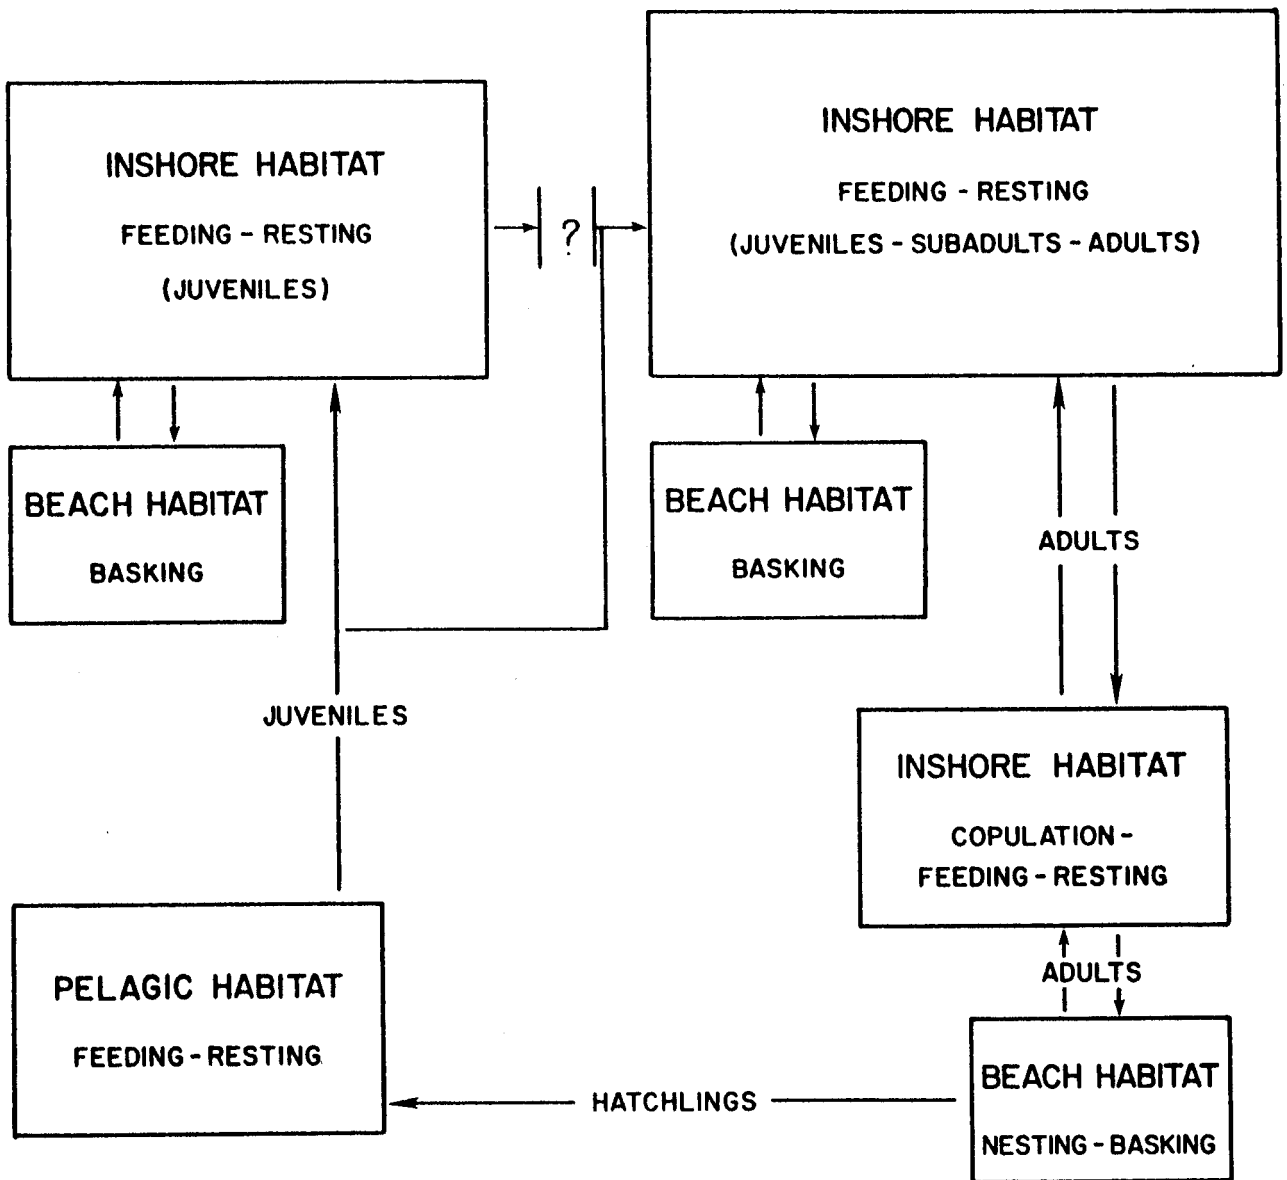 INSHORE HABITAT
FEEDING - RESTING
(JUVENILES)
?
INSHORE HABITAT
FEEDING - RESTING
(JUVENILES - SUBADULTS - ADULTS)
BEACH HABITAT
BASKING
BEACH HABITAT
BASKING
ADULTS
JUVENILES
INSHORE HABITAT
COPULATION -
FEEDING - RESTING
ADULTS
PELAGIC HABITAT
FEEDING - RESTING
HATCHLINGS
BEACH HABITAT
NESTING - BASKING